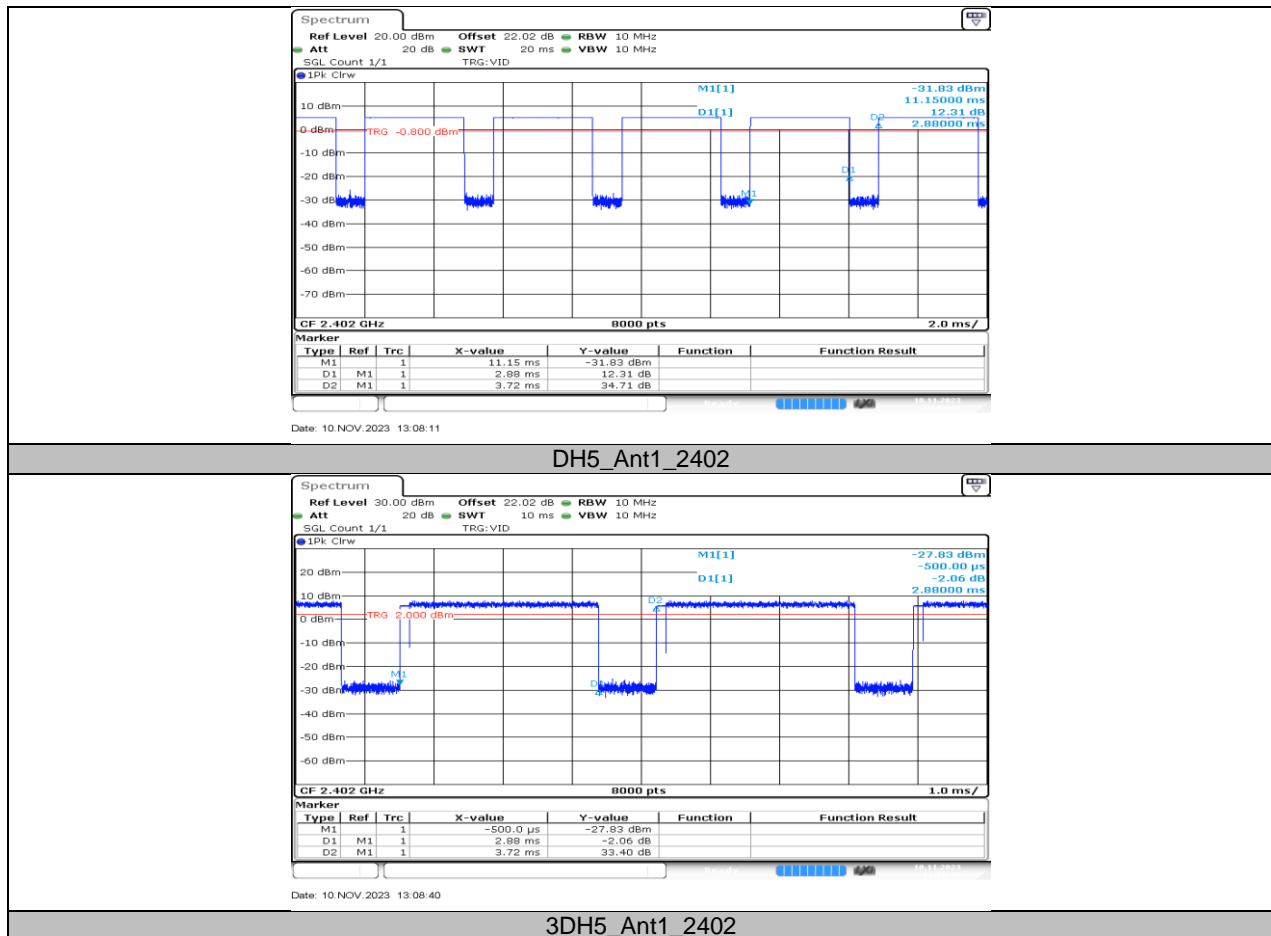 Spectrum
Ref Level 20.00 dBm Offset 22.02 dB RBW 10 MHz
Att 20 dB SWT 20 ms VBW 10 MHz
SGL Count 1/1 TRG:VID
1Pk Clrw
M1[1] -31.83 dBm
11.15000 ms
10 dBm
D1[1] 12.31 dB
D2
2.88000 ms
0 dBm
TRG -0.800 dBm
-10 dBm
-20 dBm
D1
M1
-30 dBm
-40 dBm
-50 dBm
-60 dBm
-70 dBm
CF 2.402 GHz 8000 pts 2.0 ms/
Marker
Type Ref Trc X-value Y-value Function Function Result
M1 1 11.15 ms -31.83 dBm
D1 M1 1 2.88 ms 12.31 dB
D2 M1 1 3.72 ms 34.71 dB
Date: 10.NOV.2023 13:08:11
DH5_Ant1_2402
Spectrum
Ref Level 30.00 dBm Offset 22.02 dB RBW 10 MHz
Att 20 dB SWT 10 ms VBW 10 MHz
SGL Count 1/1 TRG:VID
1Pk Clrw
M1[1] -27.83 dBm
-500.00 µs
20 dBm
D1[1] -2.06 dB
2.88000 ms
10 dBm
D2
TRG 2.000 dBm
0 dBm
-10 dBm
-20 dBm
M1
-30 dBm
-40 dBm
-50 dBm
-60 dBm
CF 2.402 GHz 8000 pts 1.0 ms/
Marker
Type Ref Trc X-value Y-value Function Function Result
M1 1 -500.0 µs -27.83 dBm
D1 M1 1 2.88 ms -2.06 dB
D2 M1 1 3.72 ms 33.40 dB
Date: 10.NOV.2023 13:08:40
3DH5_Ant1_2402